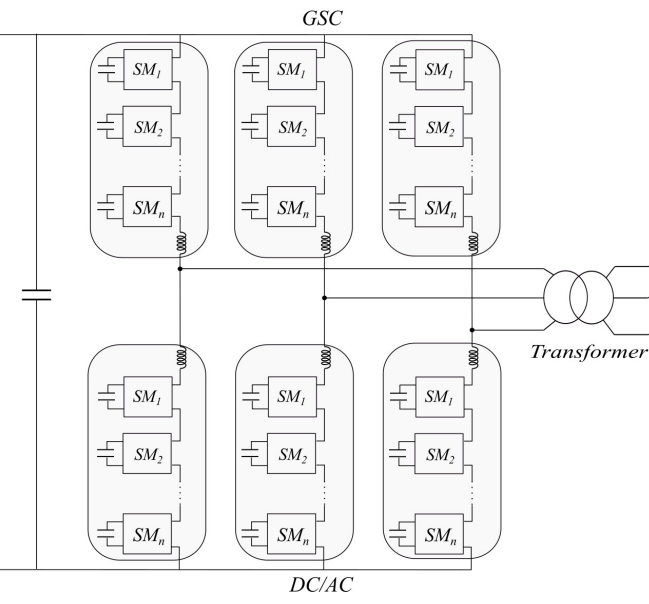 GSC
SM₁ SM₁ SM₁
SM₂ SM₂ SM₂
SMₙ SMₙ SMₙ
Transformer
SM₁ SM₁ SM₁
SM₂ SM₂ SM₂
SMₙ SMₙ SMₙ
DC/AC